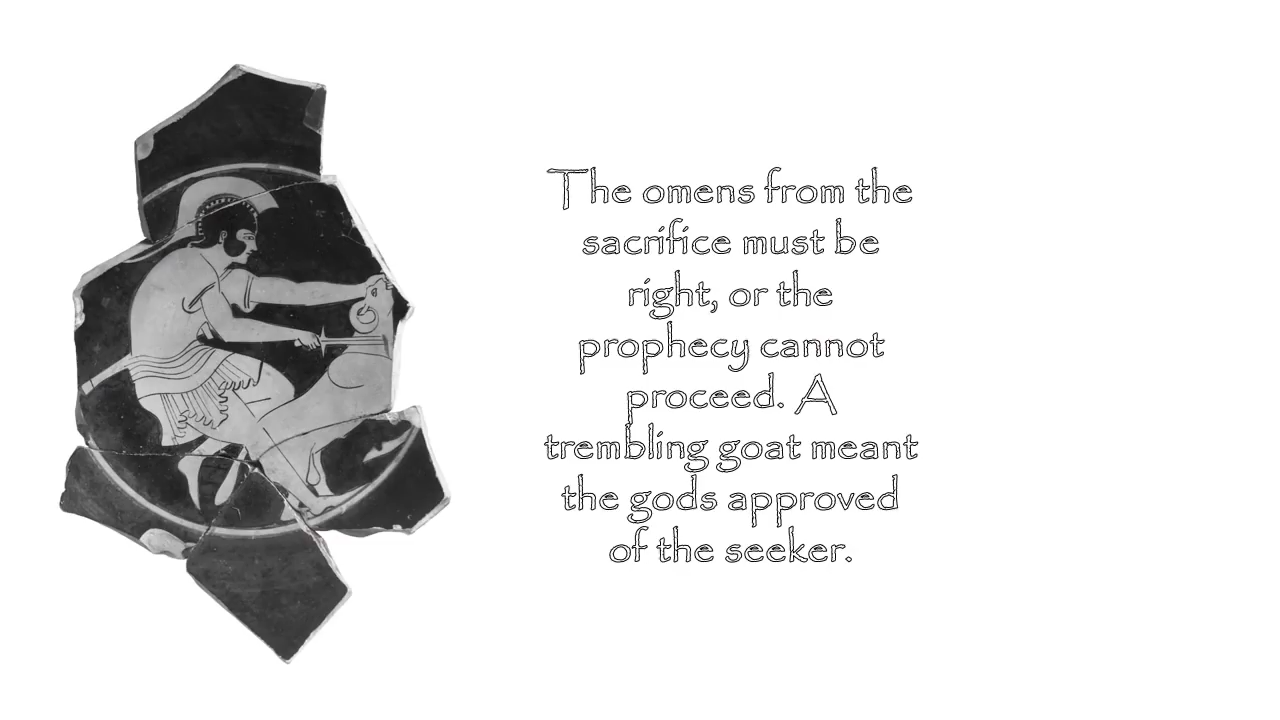 The omens from the
sacrifice must be
right, or the
prophecy cannot
proceed. A
trembling goat meant
the gods approved
of the seeker.